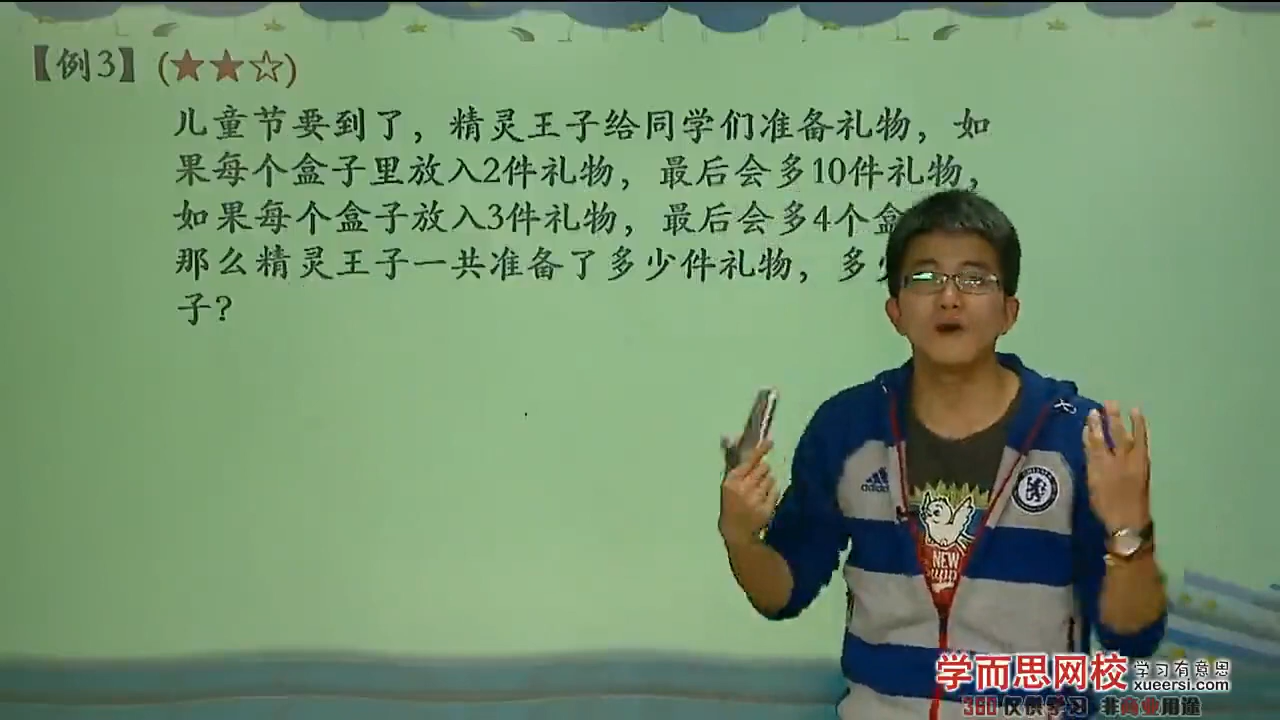 【例3】(★★☆)
儿童节要到了，精灵王子给同学们准备礼物，如
果每个盒子里放入2件礼物，最后会多10件礼物，
如果每个盒子放入3件礼物，最后会多4个盒
那么精灵王子一共准备了多少件礼物，多
子？
adidas
NEW
学而思网校 学习有意思
xueersi.com
360 仅供学习 非商业用途